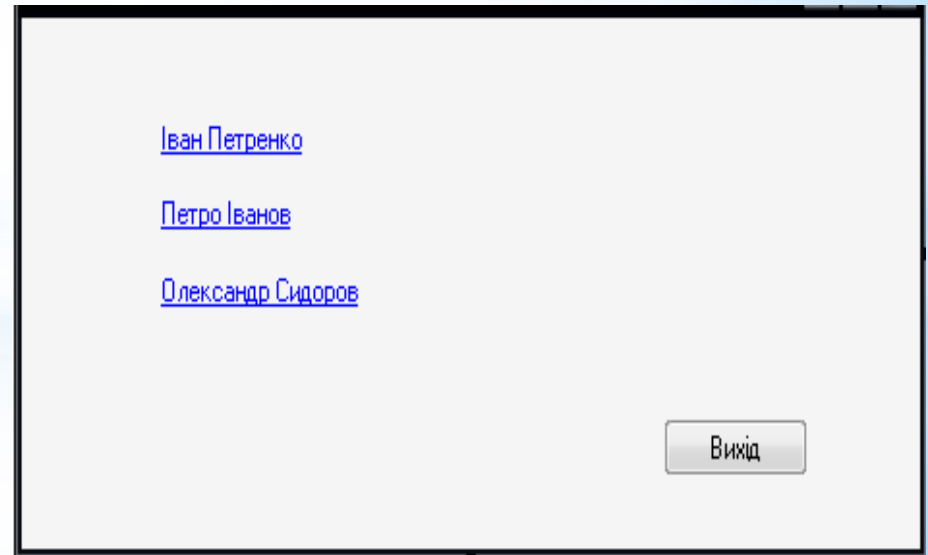 Іван Петренко
Петро Іванов
Олександр Сидоров
Вихід